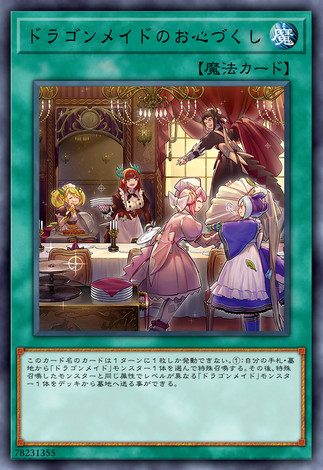 ドラゴンメイドのお心づくし
魔
【魔法カード】
このカード名のカードは1ターンに1枚しか発動できない。①:自分の手札・墓
地から「ドラゴンメイド」モンスター1体を選んで特殊召喚する。その後、特殊
召喚したモンスターと同じ属性でレベルが異なる「ドラゴンメイド」モンス
ター1体をデッキから墓地へ送る事ができる。
78231355